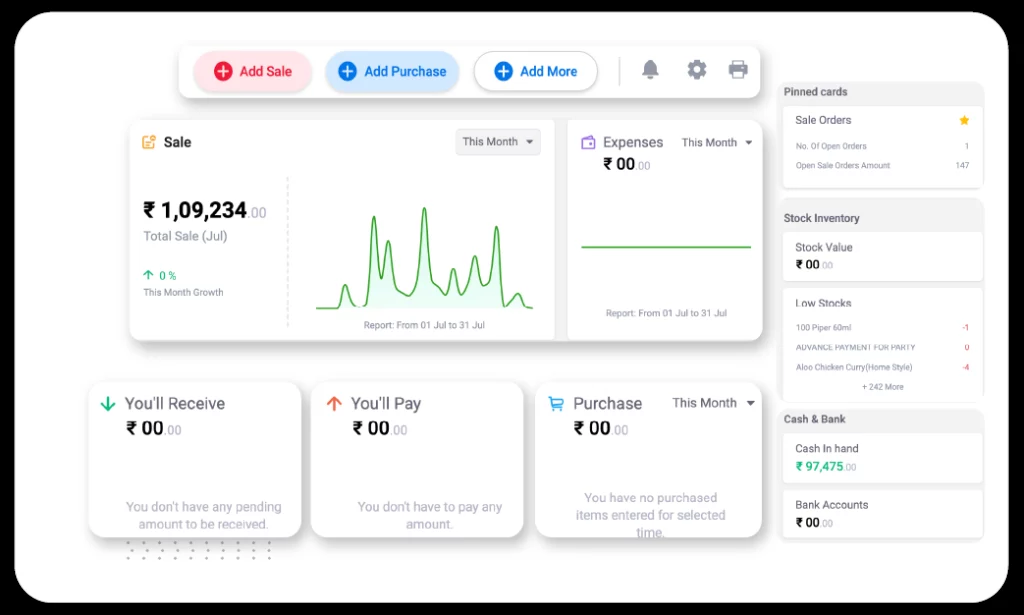 Add Sale
Add Purchase
Add More
Sale
This Month
₹ 1,09,234.00
Total Sale (Jul)
0 %
This Month Growth
Report: From 01 Jul to 31 Jul
Expenses
This Month
₹ 00.00
Report: From 01 Jul to 31 Jul
You'll Receive
₹ 00.00
You don't have any pending
amount to be received.
You'll Pay
₹ 00.00
You don't have to pay any
amount.
Purchase
This Month
₹ 00.00
You have no purchased
items entered for selected
time.
Pinned cards
Sale Orders
No. Of Open Orders 1
Open Sale Orders Amount 147
Stock Inventory
Stock Value
₹ 00.00
Low Stocks
100 Piper 60ml -1
ADVANCE PAYMENT FOR PARTY 0
Aloo Chicken Curry(Home Style) -4
+ 242 More
Cash & Bank
Cash In hand
₹ 97,475.00
Bank Accounts
₹ 00.00